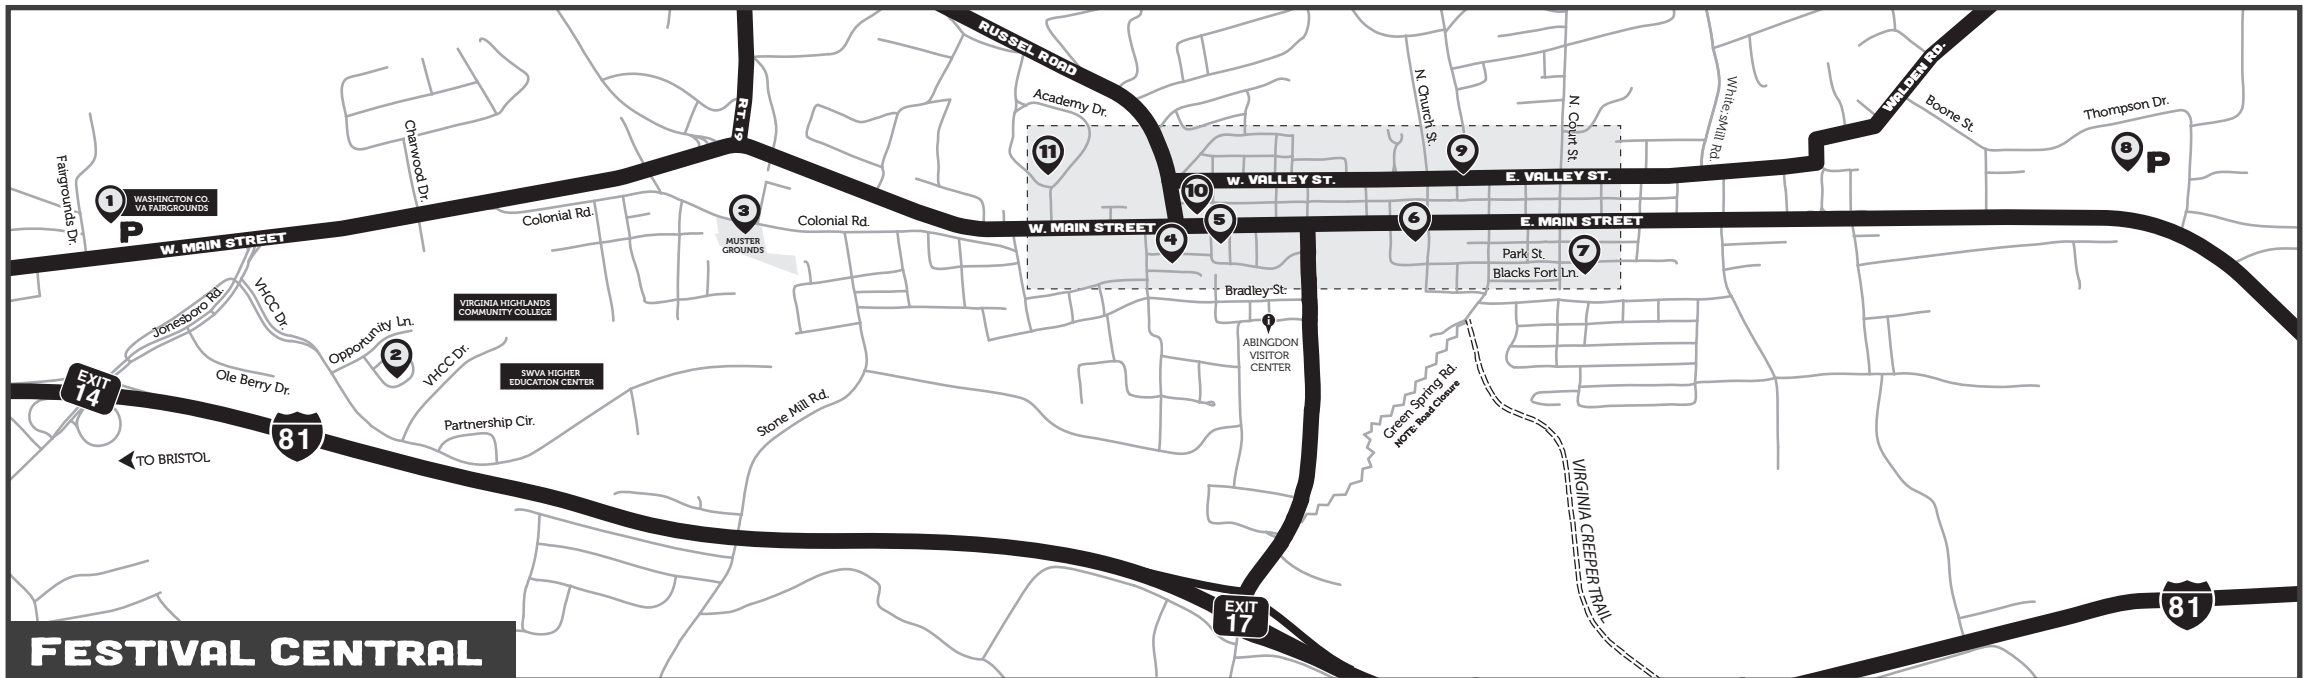 RUSSEL ROAD
RT. 19
Academy Dr.
N. Church St.
N. Court St.
White'sMill Rd.
WALDEN RD.
Boone St.
Thompson Dr.
Fairgrounds Dr.
Charwood Dr.
1
WASHINGTON CO.
VA FAIRGROUNDS
P
W. MAIN STREET
Colonial Rd.
3
MUSTER
GROUNDS
Colonial Rd.
11
10
9
8
P
W. VALLEY ST.
E. VALLEY ST.
W. MAIN STREET
4
5
6
E. MAIN STREET
Park St.
7
Blacks Fort Ln.
Bradley St.
i
ABINGDON
VISITOR
CENTER
Jonesboro Rd.
VHCC Dr.
Opportunity Ln.
2
VHCC Dr.
VIRGINIA HIGHLANDS
COMMUNITY COLLEGE
SWVA HIGHER
EDUCATION CENTER
Ole Berry Dr.
Partnership Cir.
Stone Mill Rd.
Green Spring Rd.
NOTE: Road Closure
VIRGINIA CREEPER TRAIL
EXIT
14
81
TO BRISTOL
EXIT
17
81
FESTIVAL CENTRAL